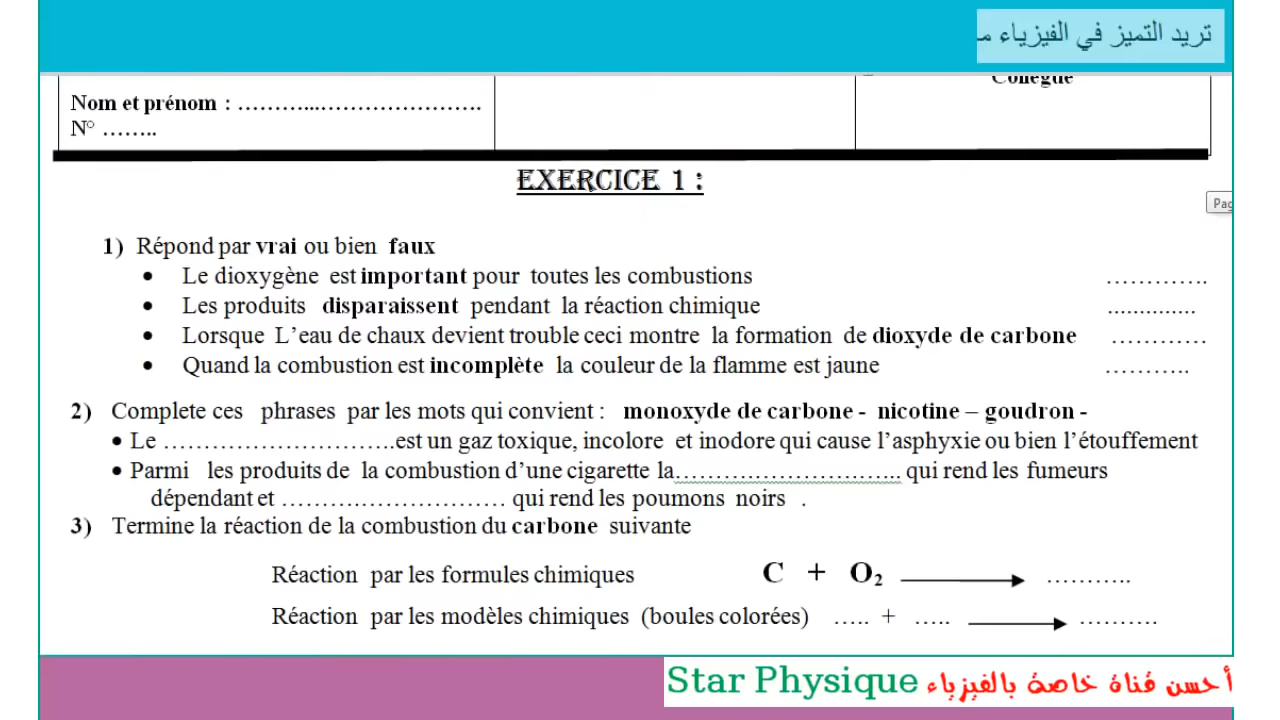 تريد التميز في الفيزياء
Collègue
Nom et prénom : ………...………………………
N° ……..
EXERCICE 1 :
Pag
1) Répond par vrai ou bien faux
• Le dioxygène est important pour toutes les combustions ………….
• Les produits disparaissent pendant la réaction chimique ..............
• Lorsque L’eau de chaux devient trouble ceci montre la formation de dioxyde de carbone …………
• Quand la combustion est incomplète la couleur de la flamme est jaune ………..
2) Complete ces phrases par les mots qui convient : monoxyde de carbone - nicotine – goudron -
• Le …………………………….est un gaz toxique, incolore et inodore qui cause l’asphyxie ou bien l’étouffement
• Parmi les produits de la combustion d’une cigarette la………….……………….. qui rend les fumeurs
dépendant et ………….……………… qui rend les poumons noirs .
3) Termine la réaction de la combustion du carbone suivante
Réaction par les formules chimiques C + O₂ ⟶ ………..
Réaction par les modèles chimiques (boules colorées) ….. + ….. ⟶ ……….
Star Physique أحسن قناة خاصة بالفيزياء